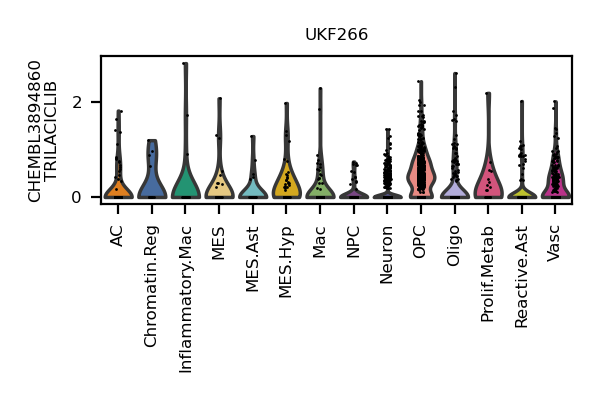 UKF266
CHEMBL3894860
TRILACICLIB
2
0
AC
Chromatin.Reg
Inflammatory.Mac
MES
MES.Ast
MES.Hyp
Mac
NPC
Neuron
OPC
Oligo
Prolif.Metab
Reactive.Ast
Vasc